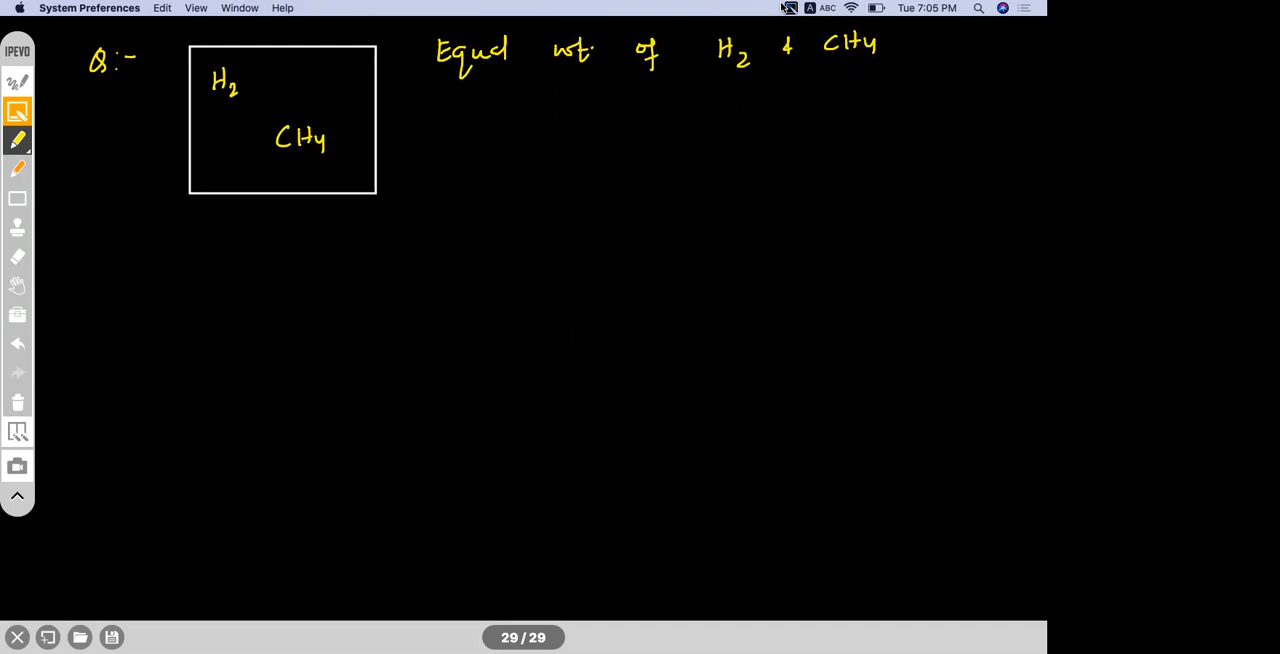 System Preferences Edit View Window Help A ABC Tue 7:05 PM
IPEVO
Q:- Equal wt. of H2 & CH4
H2
CH4
29 / 29